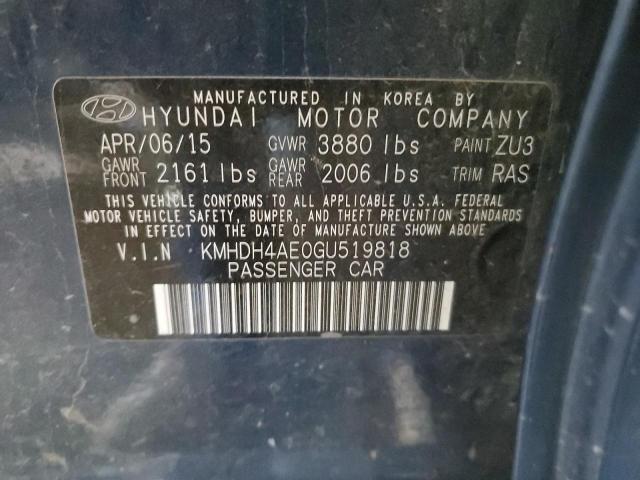 MANUFACTURED IN KOREA BY
HYUNDAI MOTOR COMPANY
APR/06/15 GVWR 3880 lbs PAINT ZU3
GAWR FRONT 2161 lbs GAWR REAR 2006 lbs TRIM RAS
THIS VEHICLE CONFORMS TO ALL APPLICABLE U.S.A. FEDERAL
MOTOR VEHICLE SAFETY, BUMPER, AND THEFT PREVENTION STANDARDS
IN EFFECT ON THE DATE OF MANUFACTURE SHOWN ABOVE.
V.I.N KMHDH4AE0GU519818
PASSENGER CAR